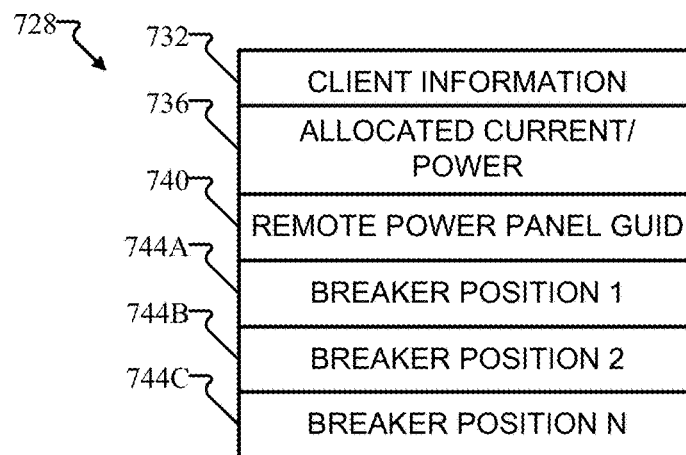 728
732
CLIENT INFORMATION
736
ALLOCATED CURRENT/
POWER
740
REMOTE POWER PANEL GUID
744A
BREAKER POSITION 1
744B
BREAKER POSITION 2
744C
BREAKER POSITION N